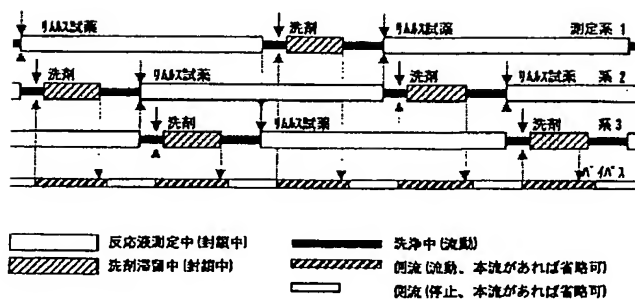 リムルス試薬 洗剤 リムルス試薬 測定系 1
洗剤 リムルス試薬 洗剤 リムルス試薬 系 2
洗剤 リムルス試薬 洗剤 系 3
バイパス
反応液測定中(封鎖中) 洗浄中(流動)
洗剤滞留中(封鎖中) 側流(流動、本流があれば省略可)
側流(停止、本流があれば省略可)